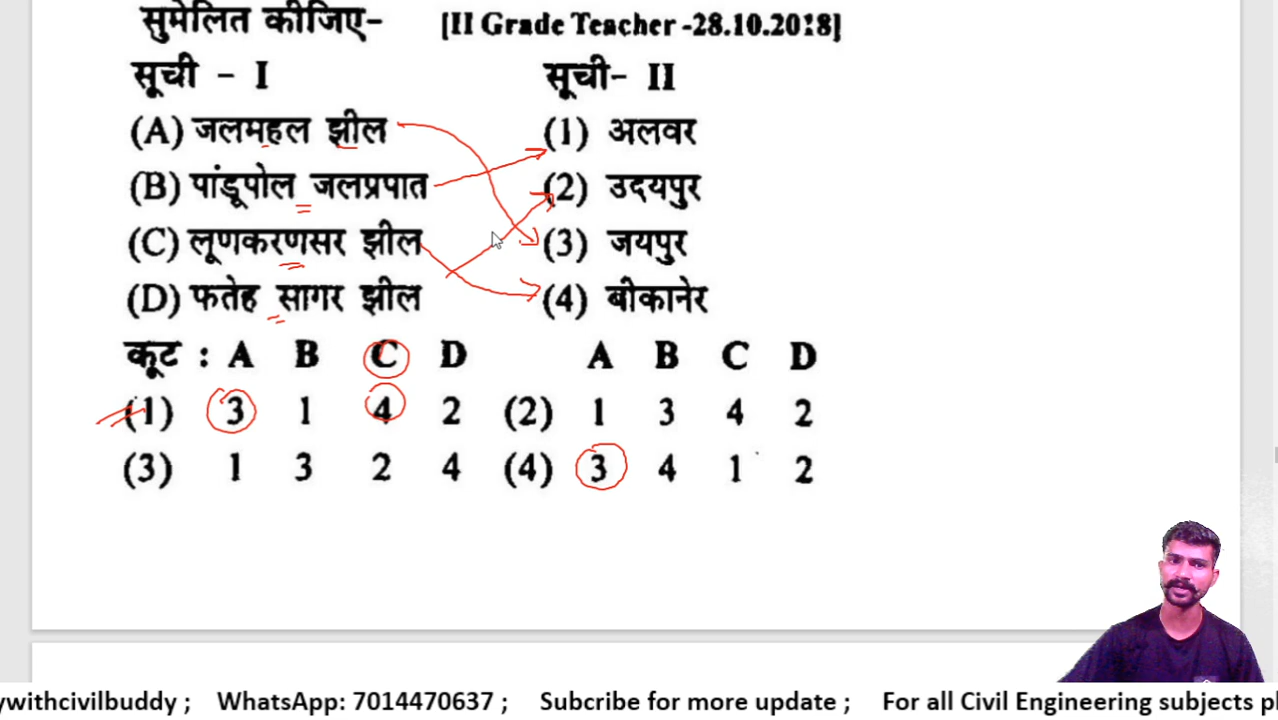 सुमेलित कीजिए- [II Grade Teacher -28.10.2018]
सूची - I सूची- II
(A) जलमहल झील (1) अलवर
(B) पांडूपोल जलप्रपात (2) उदयपुर
(C) लूणकरणसर झील (3) जयपुर
(D) फतेह सागर झील (4) बीकानेर
कूट : A B C D A B C D
(1) 3 1 4 2 (2) 1 3 4 2
(3) 1 3 2 4 (4) 3 4 1 2
ywithcivilbuddy ; WhatsApp: 7014470637 ; Subcribe for more update ; For all Civil Engineering subjects pl